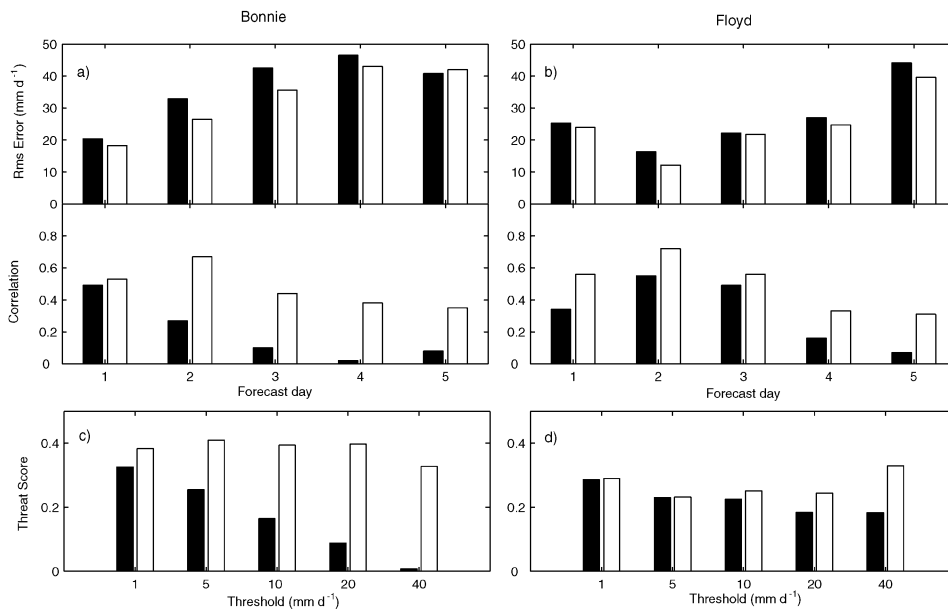 Bonnie
Floyd
50
40
30
20
10
0
Rms Error (mm d⁻¹)
a)
50
40
30
20
10
0
b)
0.8
0.6
0.4
0.2
0
Correlation
1 2 3 4 5
Forecast day
0.8
0.6
0.4
0.2
0
1 2 3 4 5
Forecast day
0.4
0.2
0
Threat Score
c)
1 5 10 20 40
Threshold (mm d⁻¹)
0.4
0.2
0
d)
1 5 10 20 40
Threshold (mm d⁻¹)